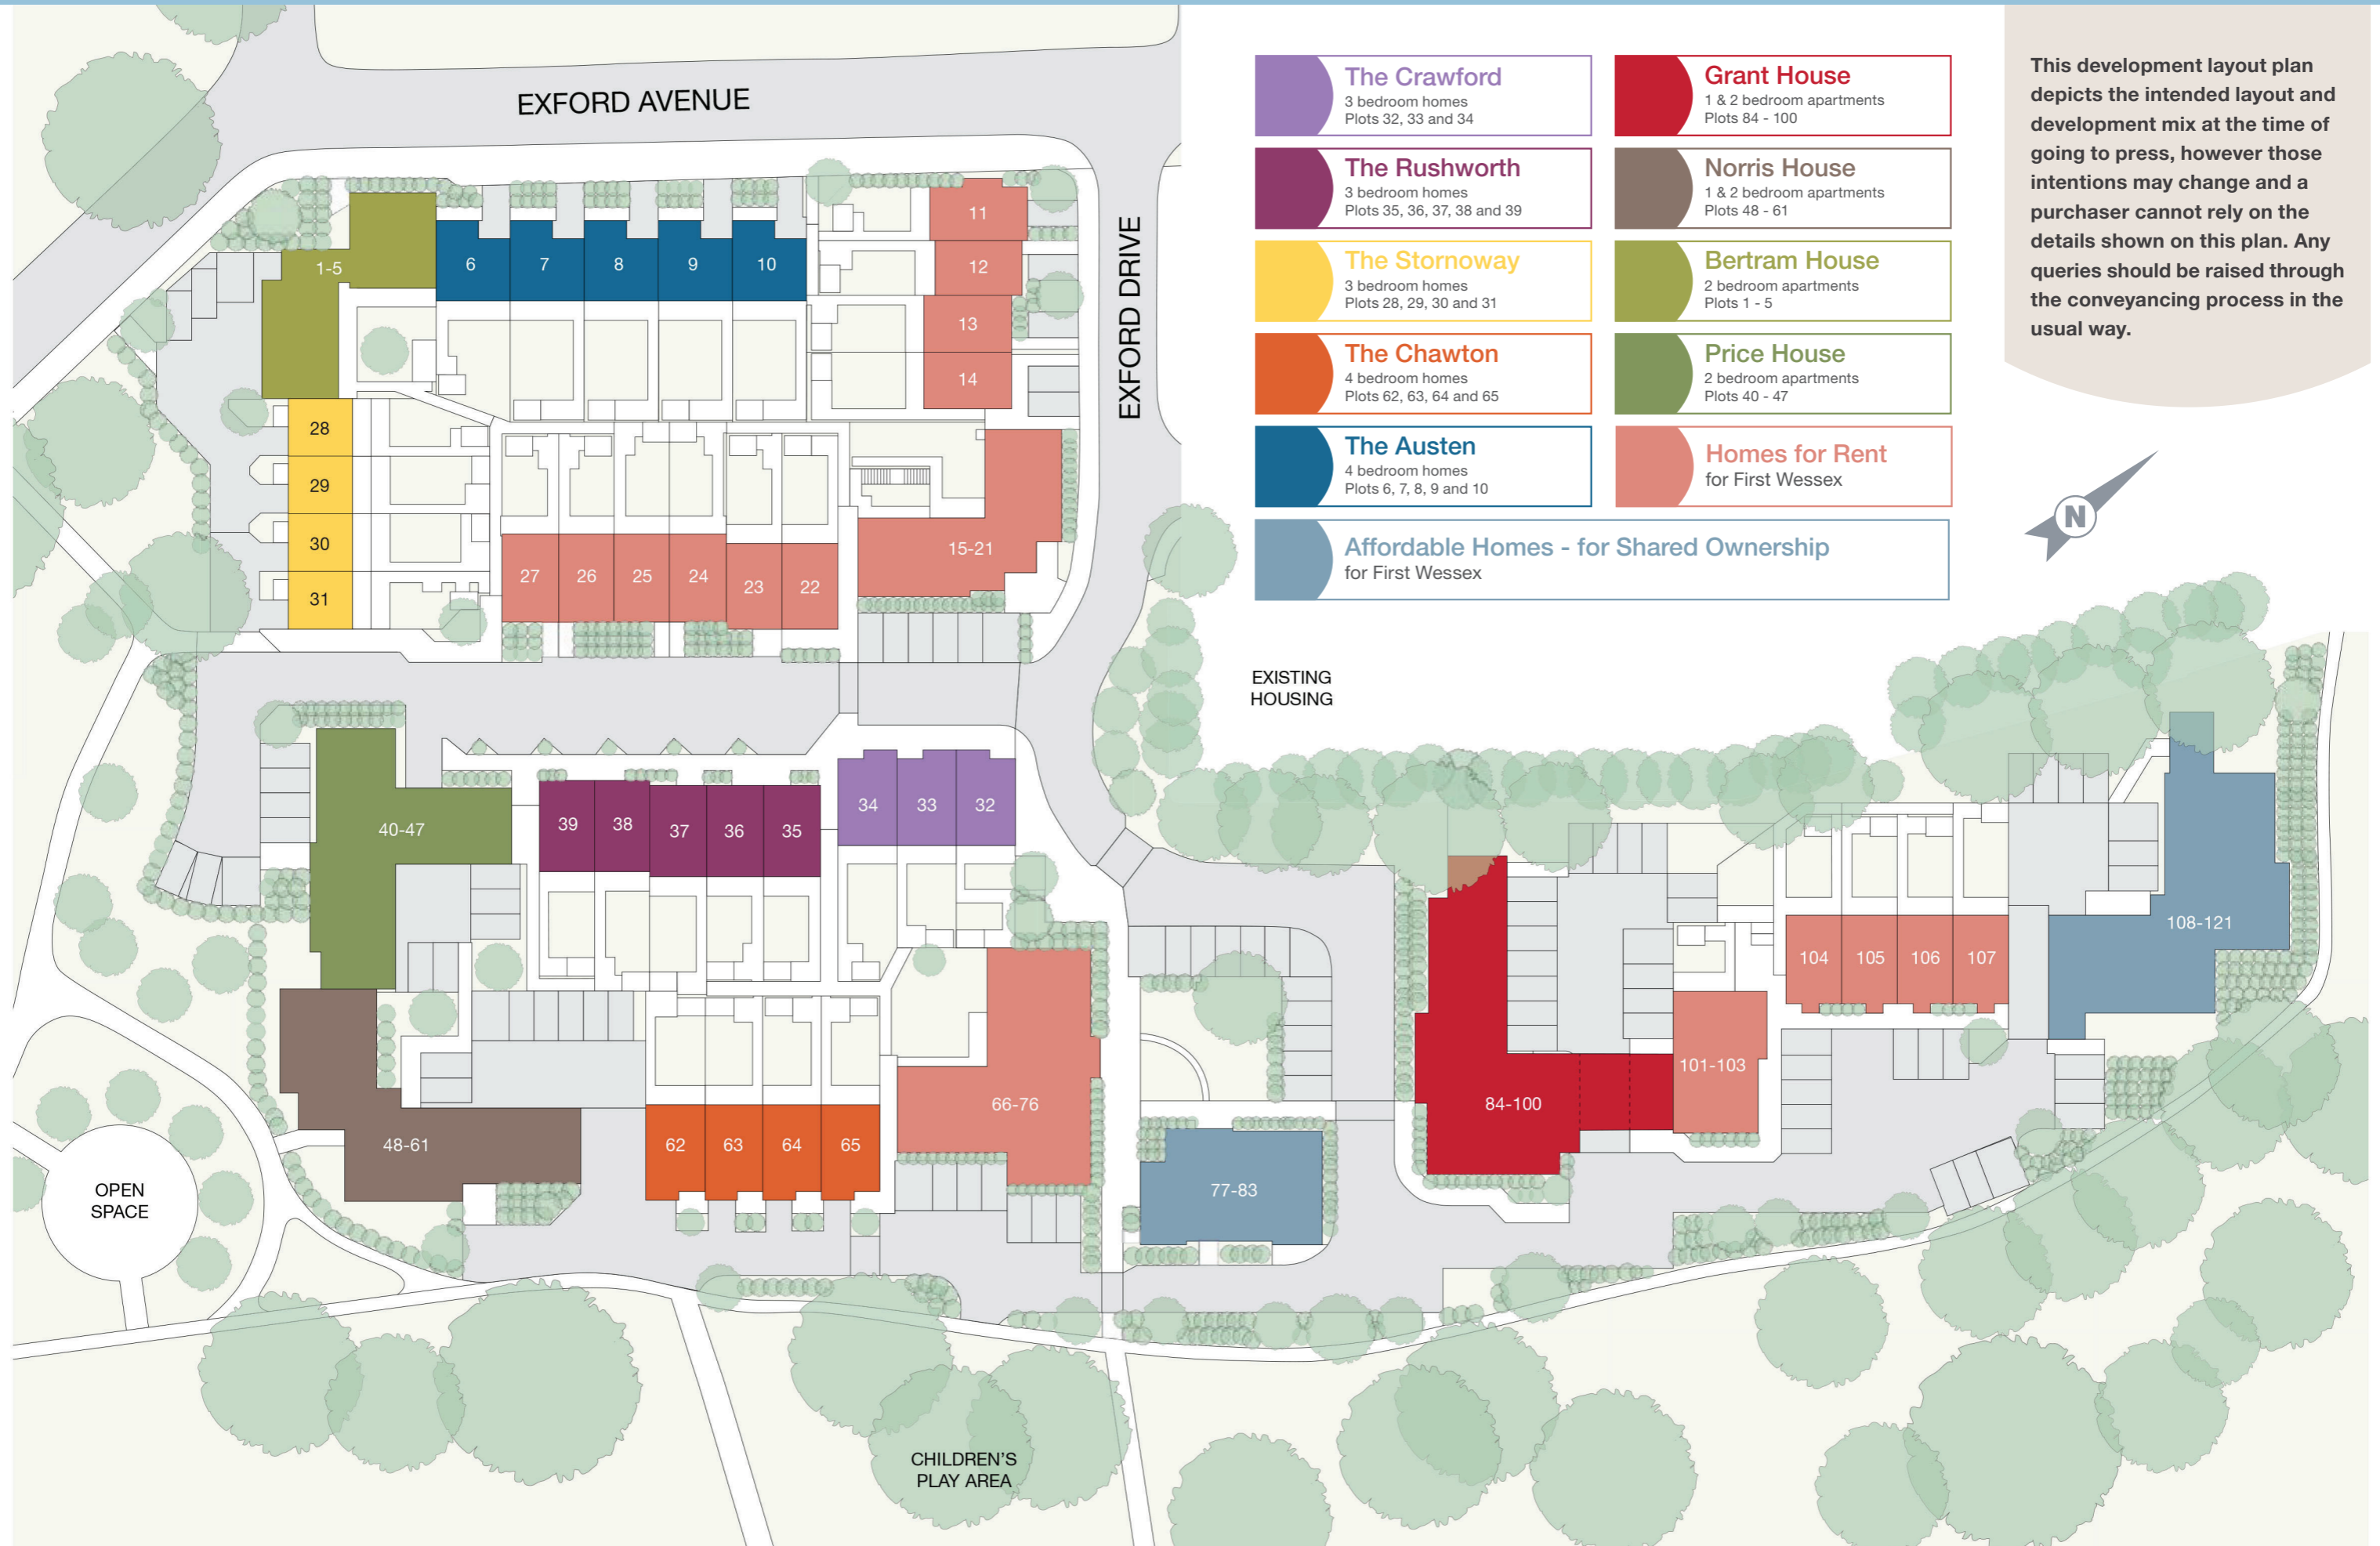 EXFORD AVENUE
EXFORD DRIVE
The Crawford
3 bedroom homes
Plots 32, 33 and 34
The Rushworth
3 bedroom homes
Plots 35, 36, 37, 38 and 39
The Stornoway
3 bedroom homes
Plots 28, 29, 30 and 31
The Chawton
4 bedroom homes
Plots 62, 63, 64 and 65
The Austen
4 bedroom homes
Plots 6, 7, 8, 9 and 10
Grant House
1 & 2 bedroom apartments
Plots 84 - 100
Norris House
1 & 2 bedroom apartments
Plots 48 - 61
Bertram House
2 bedroom apartments
Plots 1 - 5
Price House
2 bedroom apartments
Plots 40 - 47
Homes for Rent
for First Wessex
Affordable Homes - for Shared Ownership
for First Wessex
This development layout plan
depicts the intended layout and
development mix at the time of
going to press, however those
intentions may change and a
purchaser cannot rely on the
details shown on this plan. Any
queries should be raised through
the conveyancing process in the
usual way.
N
1-5
6
7
8
9
10
11
12
13
14
28
29
30
31
15-21
27
26
25
24
23
22
EXISTING
HOUSING
40-47
39
38
37
36
35
34
33
32
104
105
106
107
108-121
101-103
84-100
66-76
48-61
62
63
64
65
77-83
OPEN
SPACE
CHILDREN'S
PLAY AREA